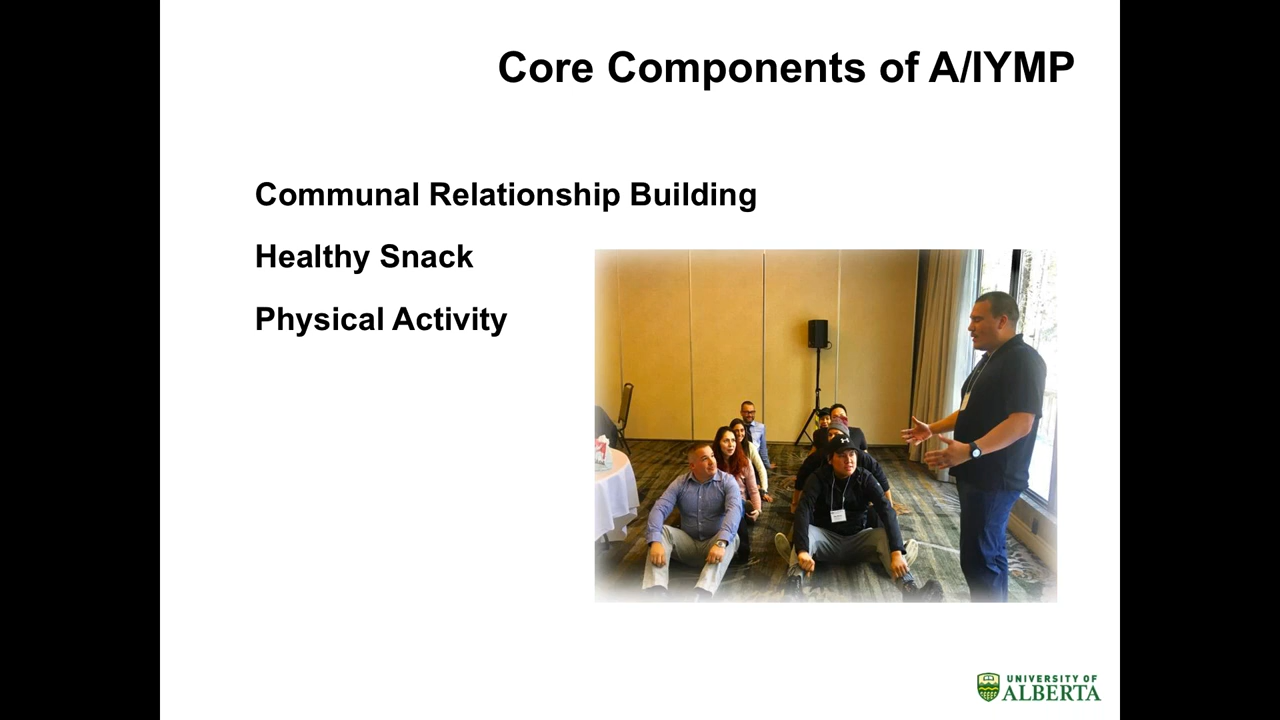 Core Components of A/IYMP
Communal Relationship Building
Healthy Snack
Physical Activity
UNIVERSITY OF
ALBERTA